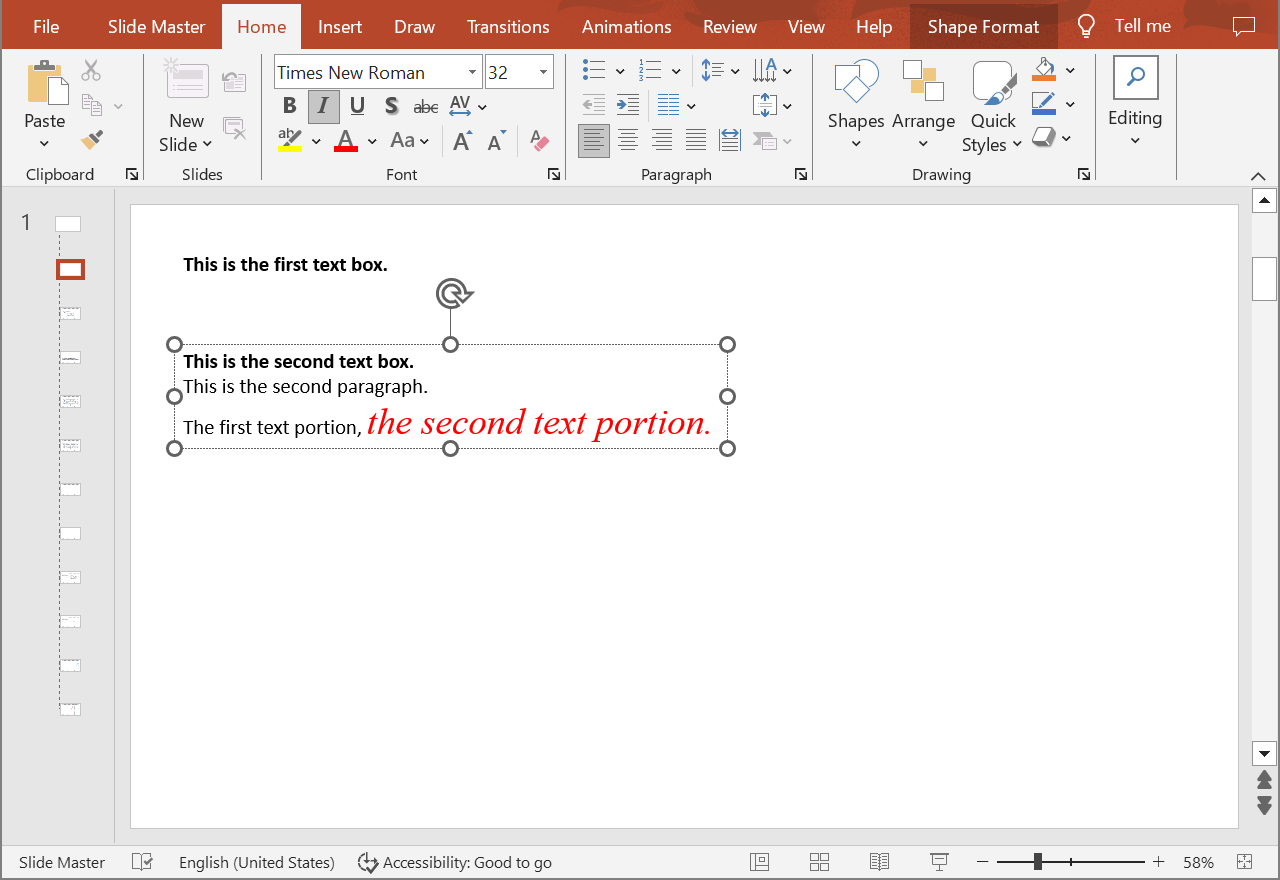 File Slide Master Home Insert Draw Transitions Animations Review View Help Shape Format Tell me
Times New Roman 32
B I U S abc AV
Paste New Slide ab A Aa A A A
Shapes Arrange Quick Styles Editing
Clipboard Slides Font Paragraph Drawing
1
This is the first text box.
This is the second text box.
This is the second paragraph.
The first text portion, the second text portion.
Slide Master English (United States) Accessibility: Good to go 58%